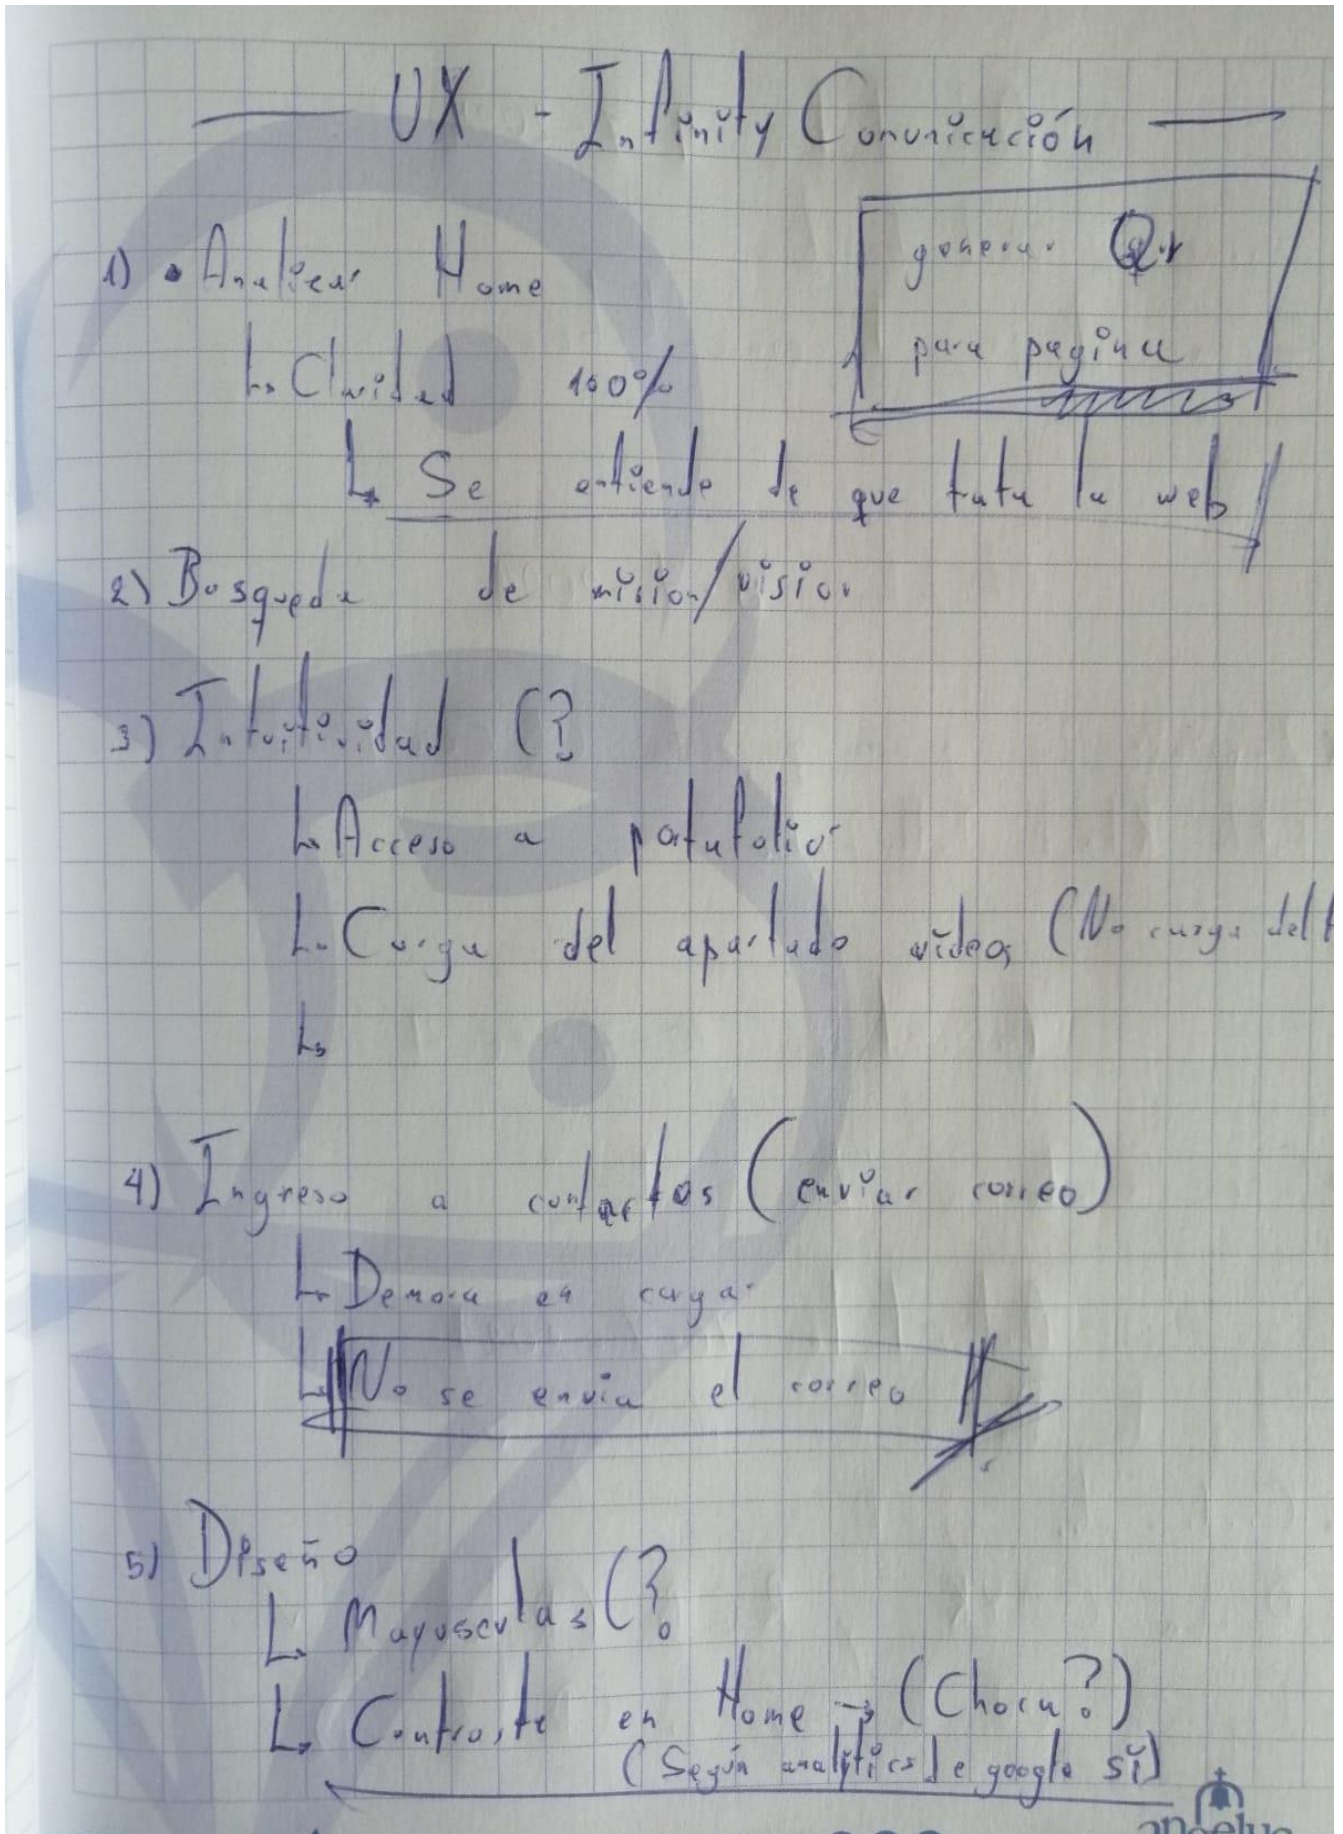 UX - Infinity Comunicación
generar Qr
para pagina
1) • Analizar Home
↳ Claridad 100%
↳ Se entiende de que trata la web
2) Busqueda de mision/vision
3) Intuitividad (?
↳ Acceso a portafolio
↳ Carga del apartado videos (No carga del
↳
4) Ingreso a contactos (enviar correo)
↳ Demora en cargar
↳ No se envia el correo
5) Diseño
↳ Mayusculas (?
↳ Contraste en Home → (Choca?)
(Según analytics de google sí)
angelus